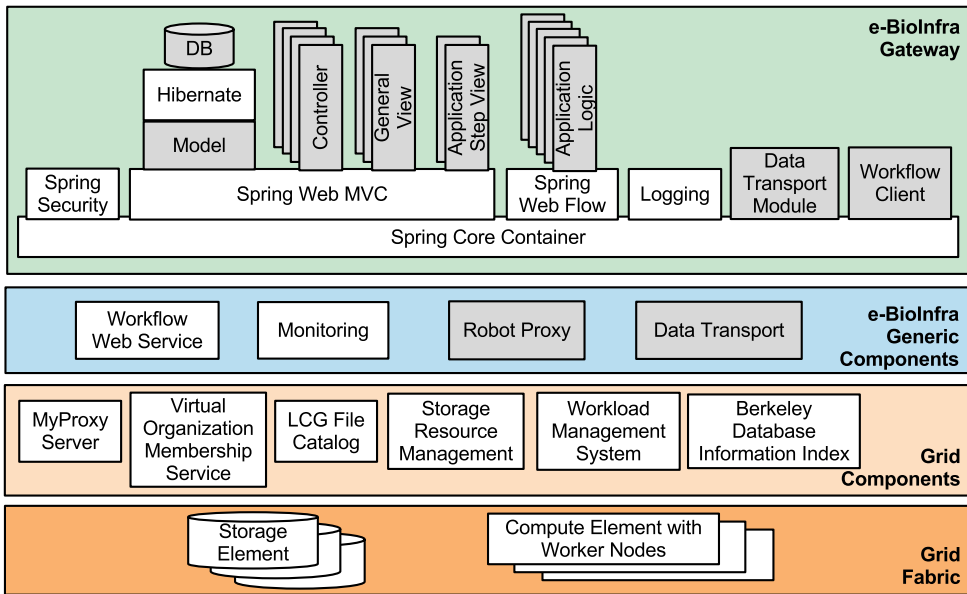 e-BioInfra
Gateway
DB
Hibernate
Model
Controller
General
View
Application
Step View
Application
Logic
Spring
Security
Spring Web MVC
Spring
Web Flow
Logging
Data
Transport
Module
Workflow
Client
Spring Core Container
Workflow
Web Service
Monitoring
Robot Proxy
Data Transport
e-BioInfra
Generic
Components
MyProxy
Server
Virtual
Organization
Membership
Service
LCG File
Catalog
Storage
Resource
Management
Workload
Management
System
Berkeley
Database
Information Index
Grid
Components
Storage
Element
Compute Element with
Worker Nodes
Grid
Fabric